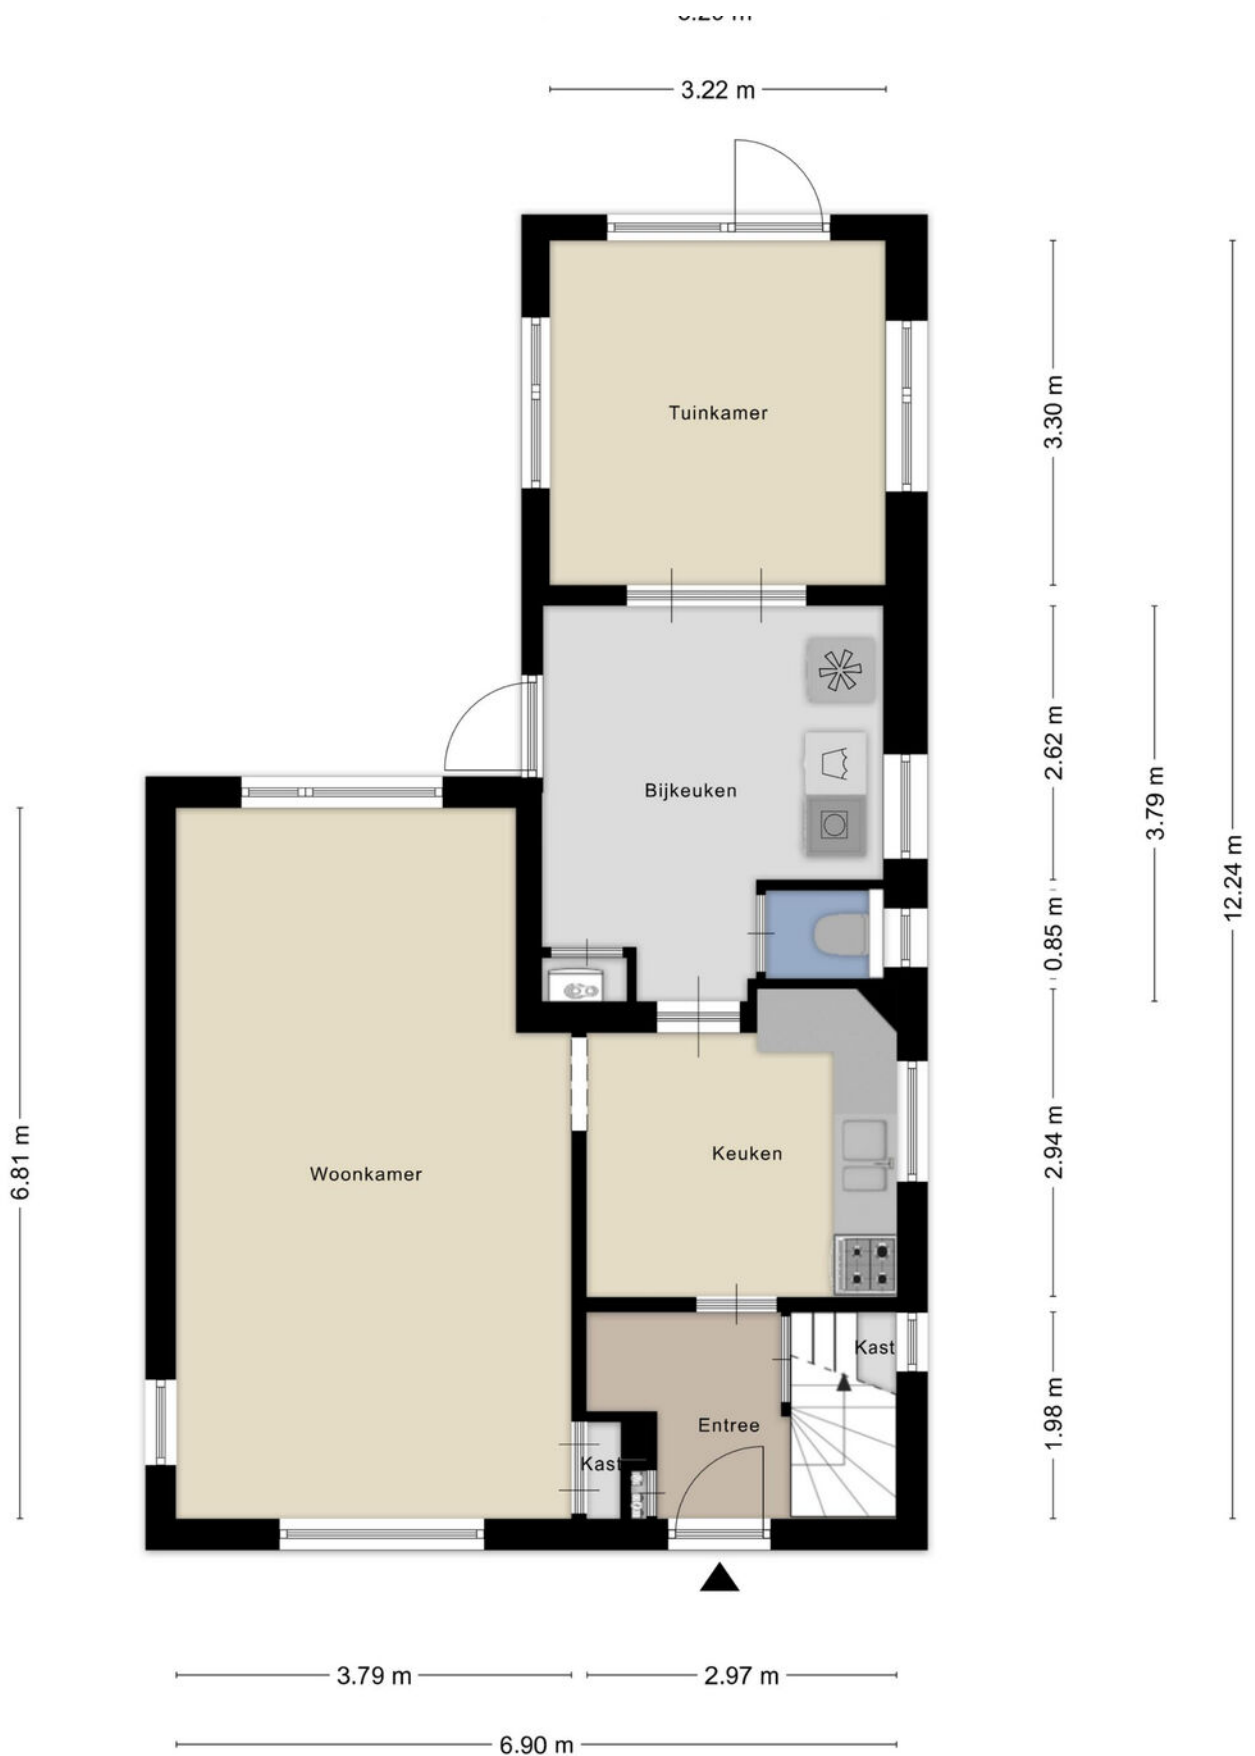 3.22 m
3.30 m
Tuinkamer
2.62 m
Bijkeuken
3.79 m
12.24 m
0.85 m
6.81 m
2.94 m
Keuken
Woonkamer
Kast
1.98 m
Entree
Kast
3.79 m
2.97 m
6.90 m